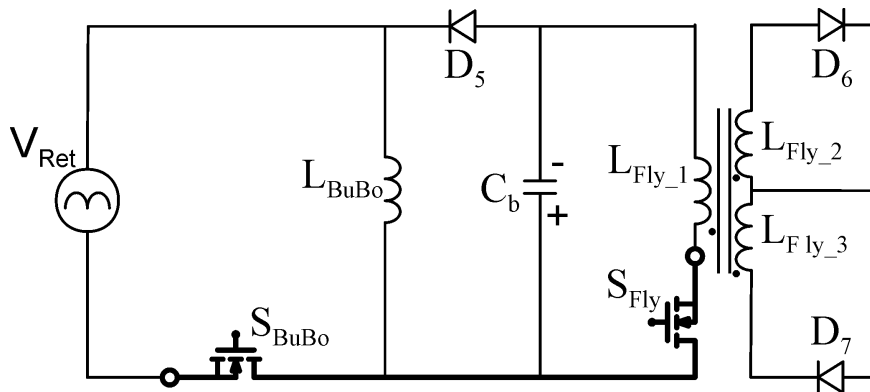 D5
D6
VRet
LBuBo
Cb
-
+
LFly_1
LFly_2
LFly_3
SFly
SBuBo
D7